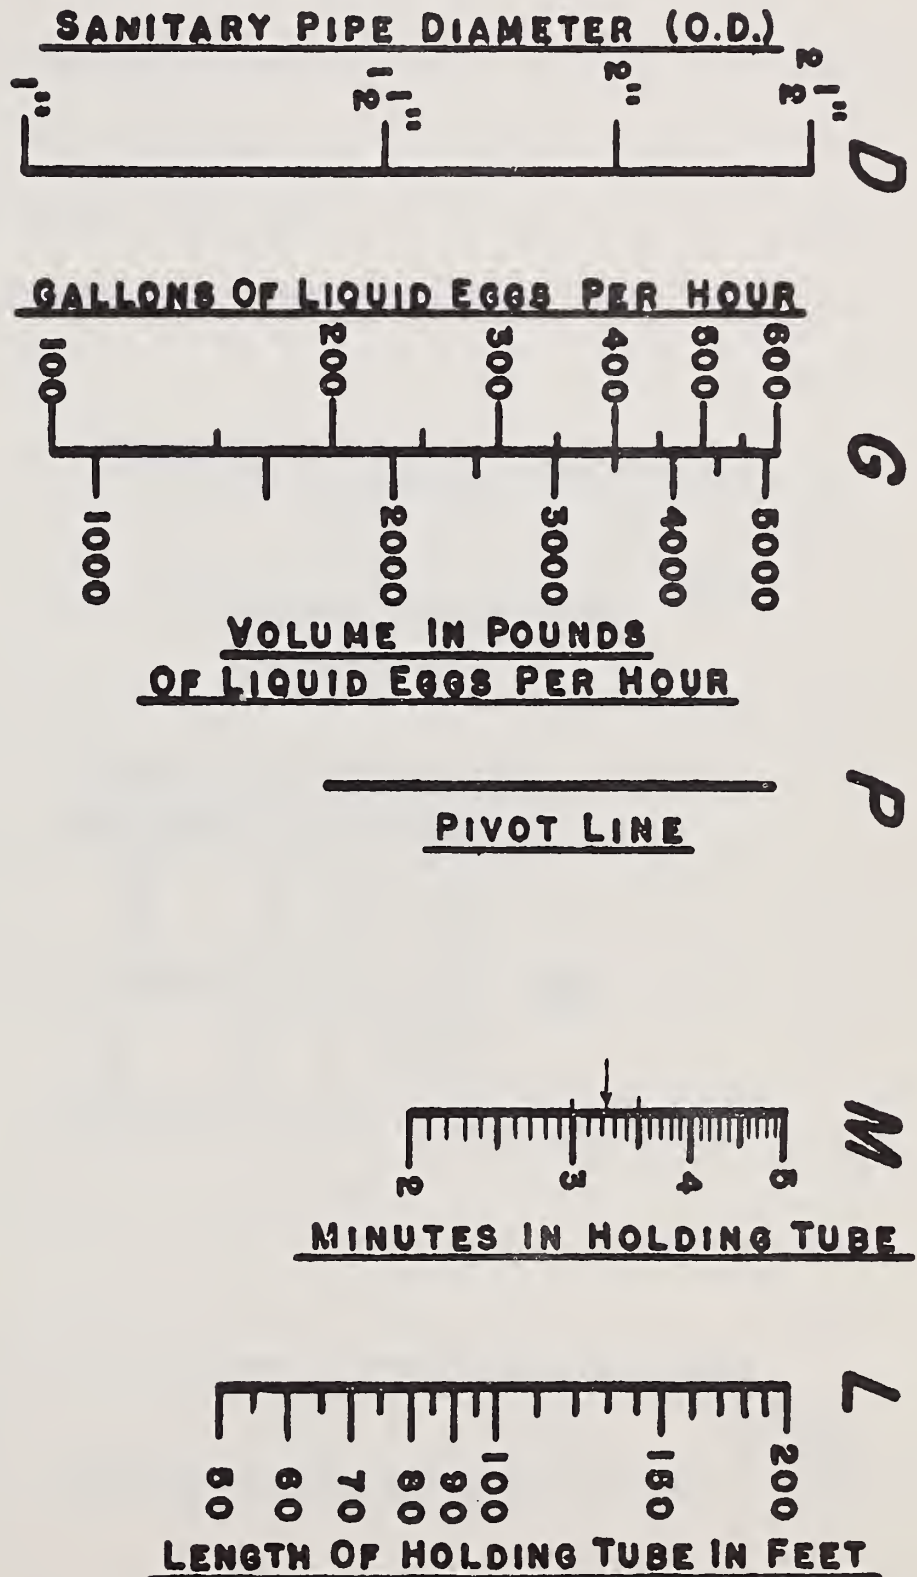 SANITARY PIPE DIAMETER (O.D.)
1" 1 1/2" 2" 2 1/2"
D
GALLONS OF LIQUID EGGS PER HOUR
100 200 300 400 500 600
G
1000 2000 3000 4000 5000
VOLUME IN POUNDS
OF LIQUID EGGS PER HOUR
P
PIVOT LINE
M
2 3 4 5
MINUTES IN HOLDING TUBE
L
50 60 70 80 90 100 150 200
LENGTH OF HOLDING TUBE IN FEET